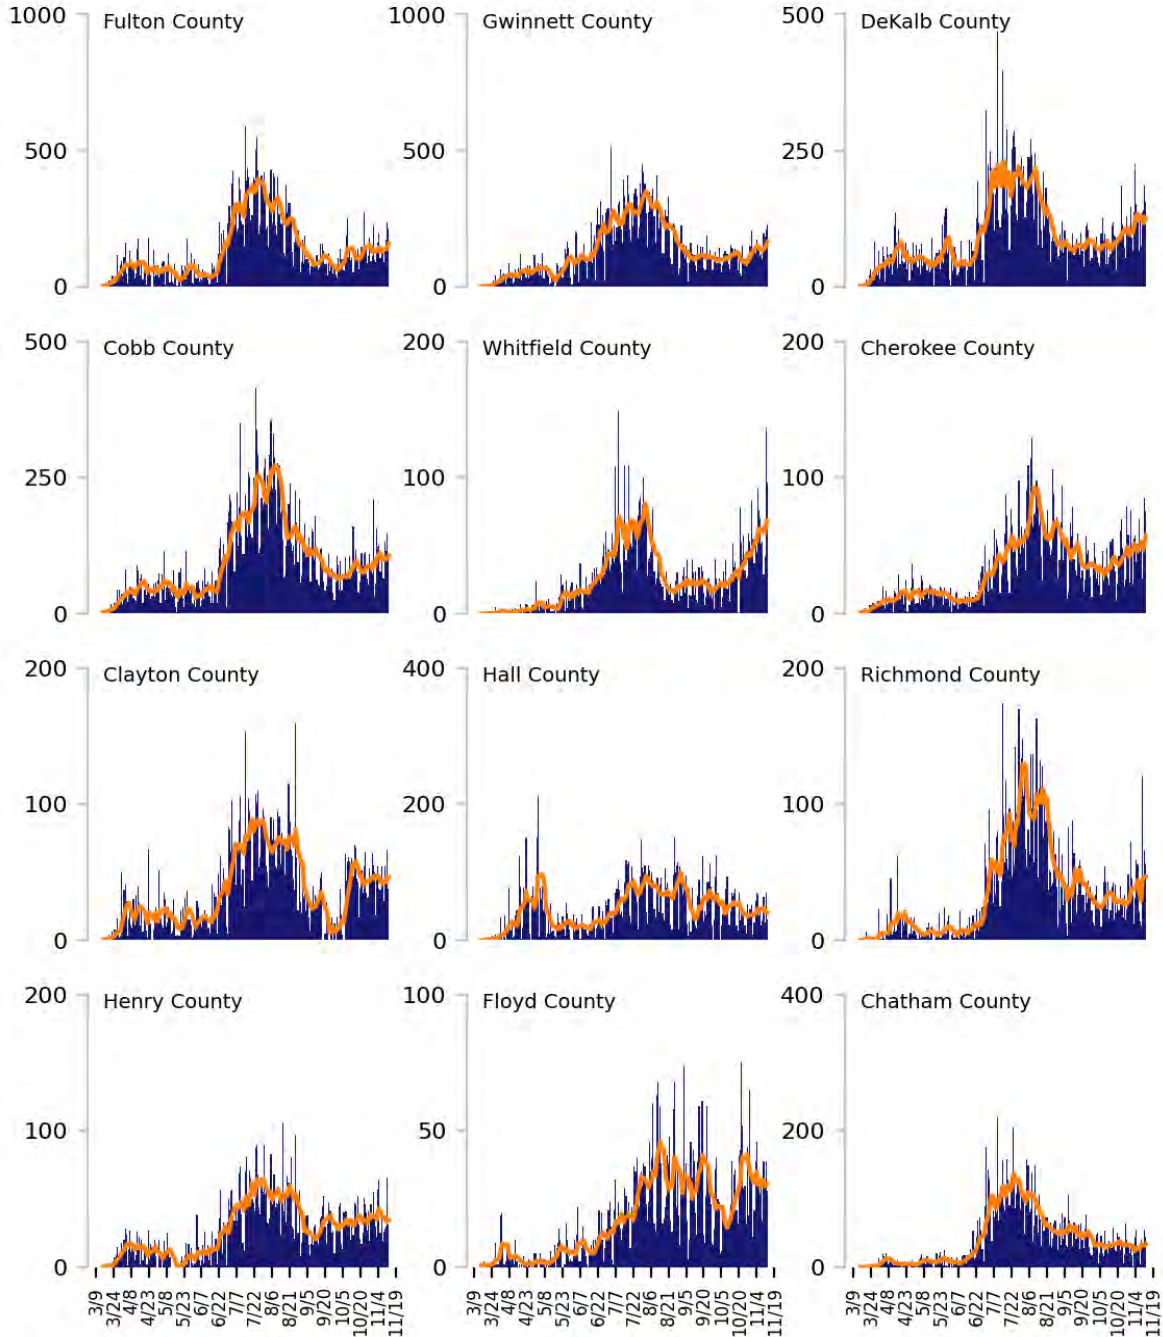 Fulton County
1000
500
0
Gwinnett County
1000
500
0
DeKalb County
500
250
0
Cobb County
500
250
0
Whitfield County
200
100
0
Cherokee County
200
100
0
Clayton County
200
100
0
Hall County
400
200
0
Richmond County
200
100
0
Henry County
200
100
0
Floyd County
100
50
0
Chatham County
400
200
0
3/9 3/24 4/8 4/23 5/8 5/23 6/7 6/22 7/7 7/22 8/6 8/21 9/5 9/20 10/5 10/20 11/4 11/19
3/9 3/24 4/8 4/23 5/8 5/23 6/7 6/22 7/7 7/22 8/6 8/21 9/5 9/20 10/5 10/20 11/4 11/19
3/9 3/24 4/8 4/23 5/8 5/23 6/7 6/22 7/7 7/22 8/6 8/21 9/5 9/20 10/5 10/20 11/4 11/19